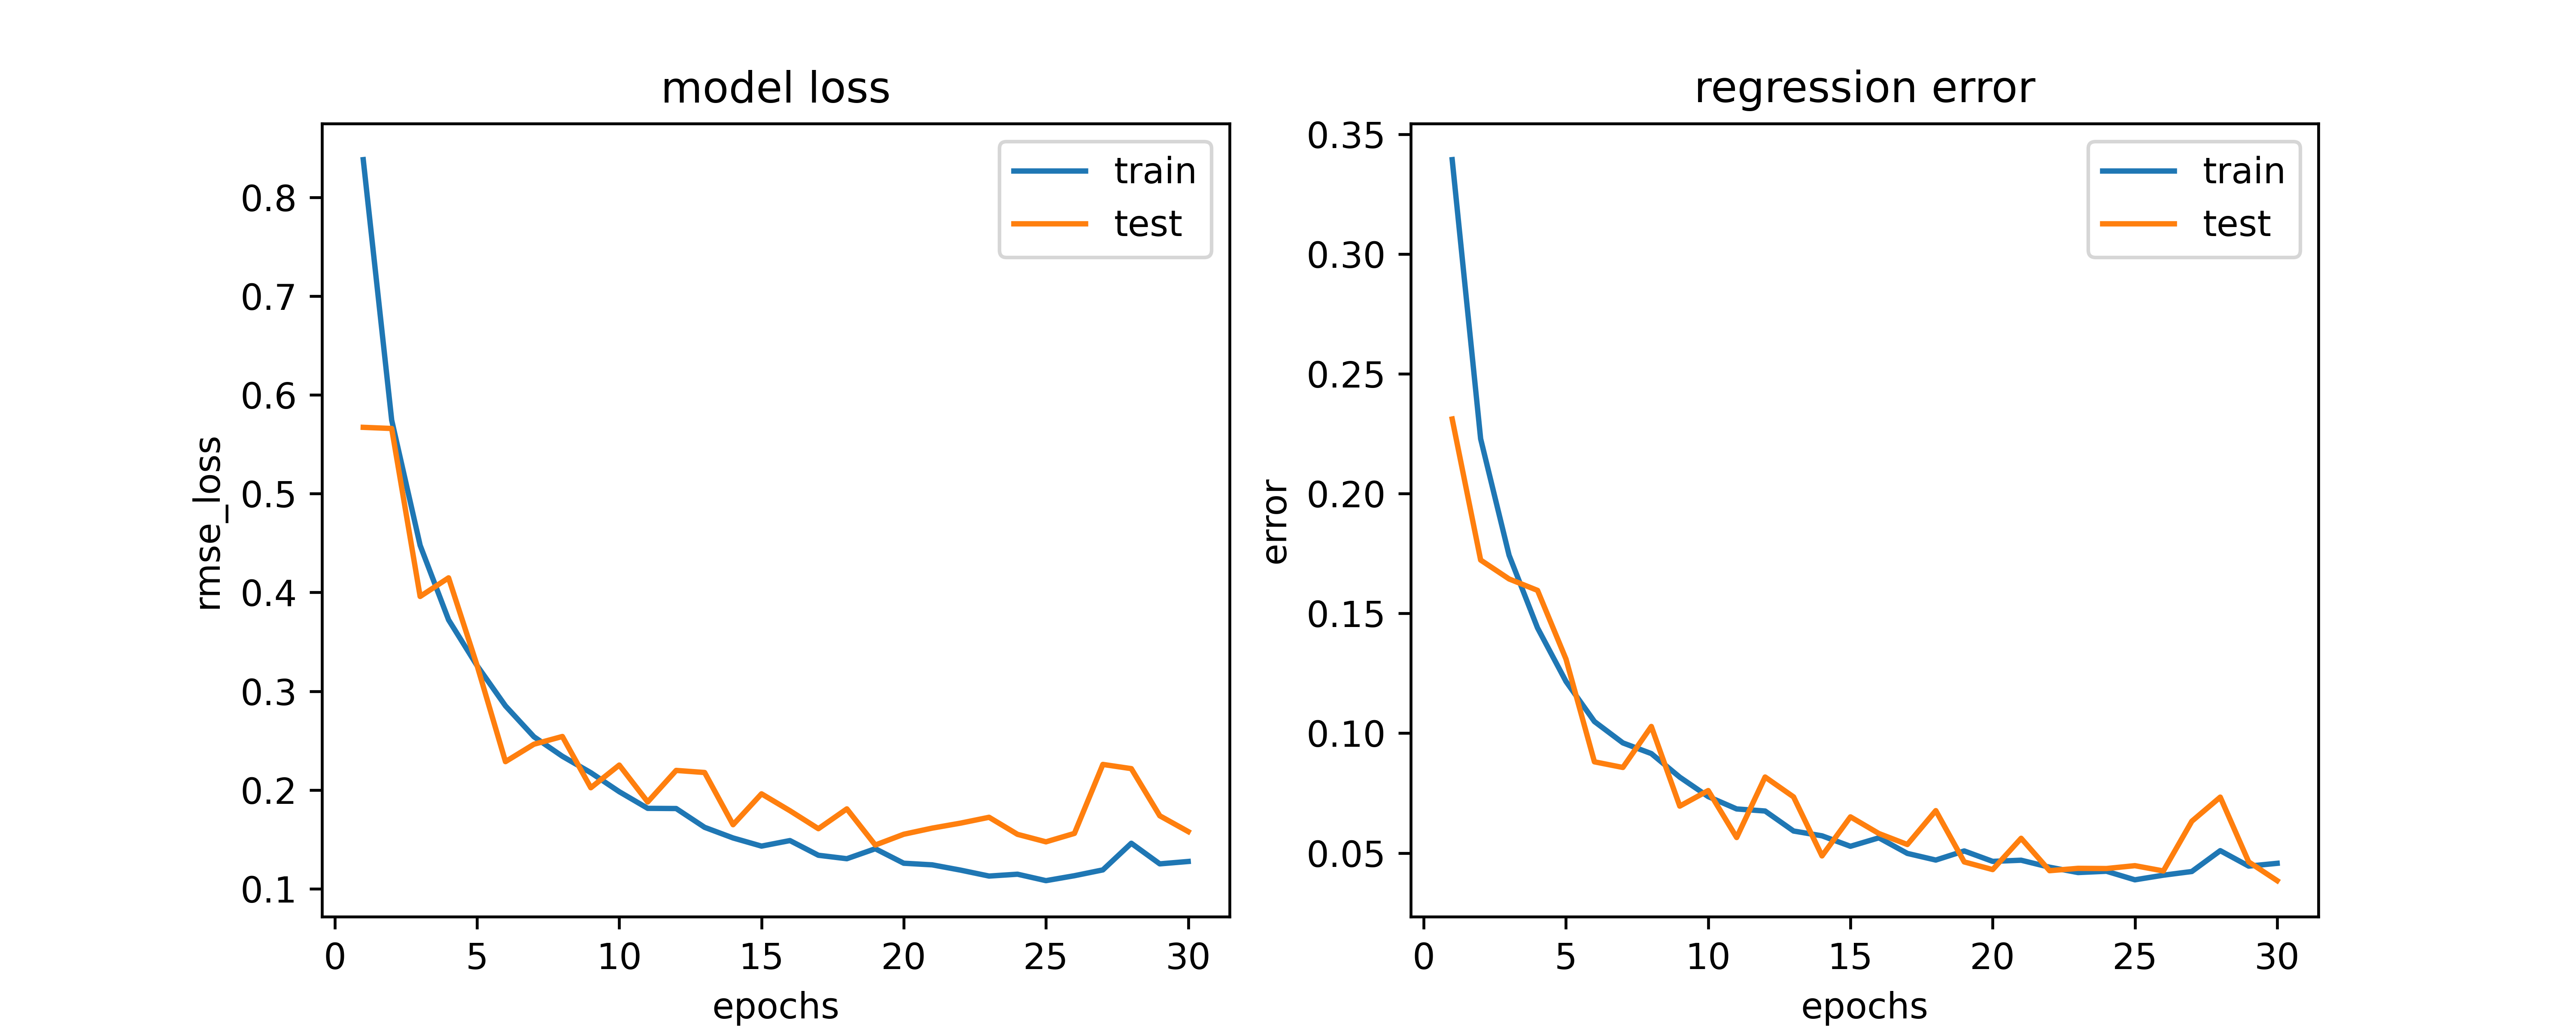 model loss
rmse_loss
0.8
0.7
0.6
0.5
0.4
0.3
0.2
0.1
0 5 10 15 20 25 30
epochs
train
test
regression error
error
0.35
0.30
0.25
0.20
0.15
0.10
0.05
0 5 10 15 20 25 30
epochs
train
test